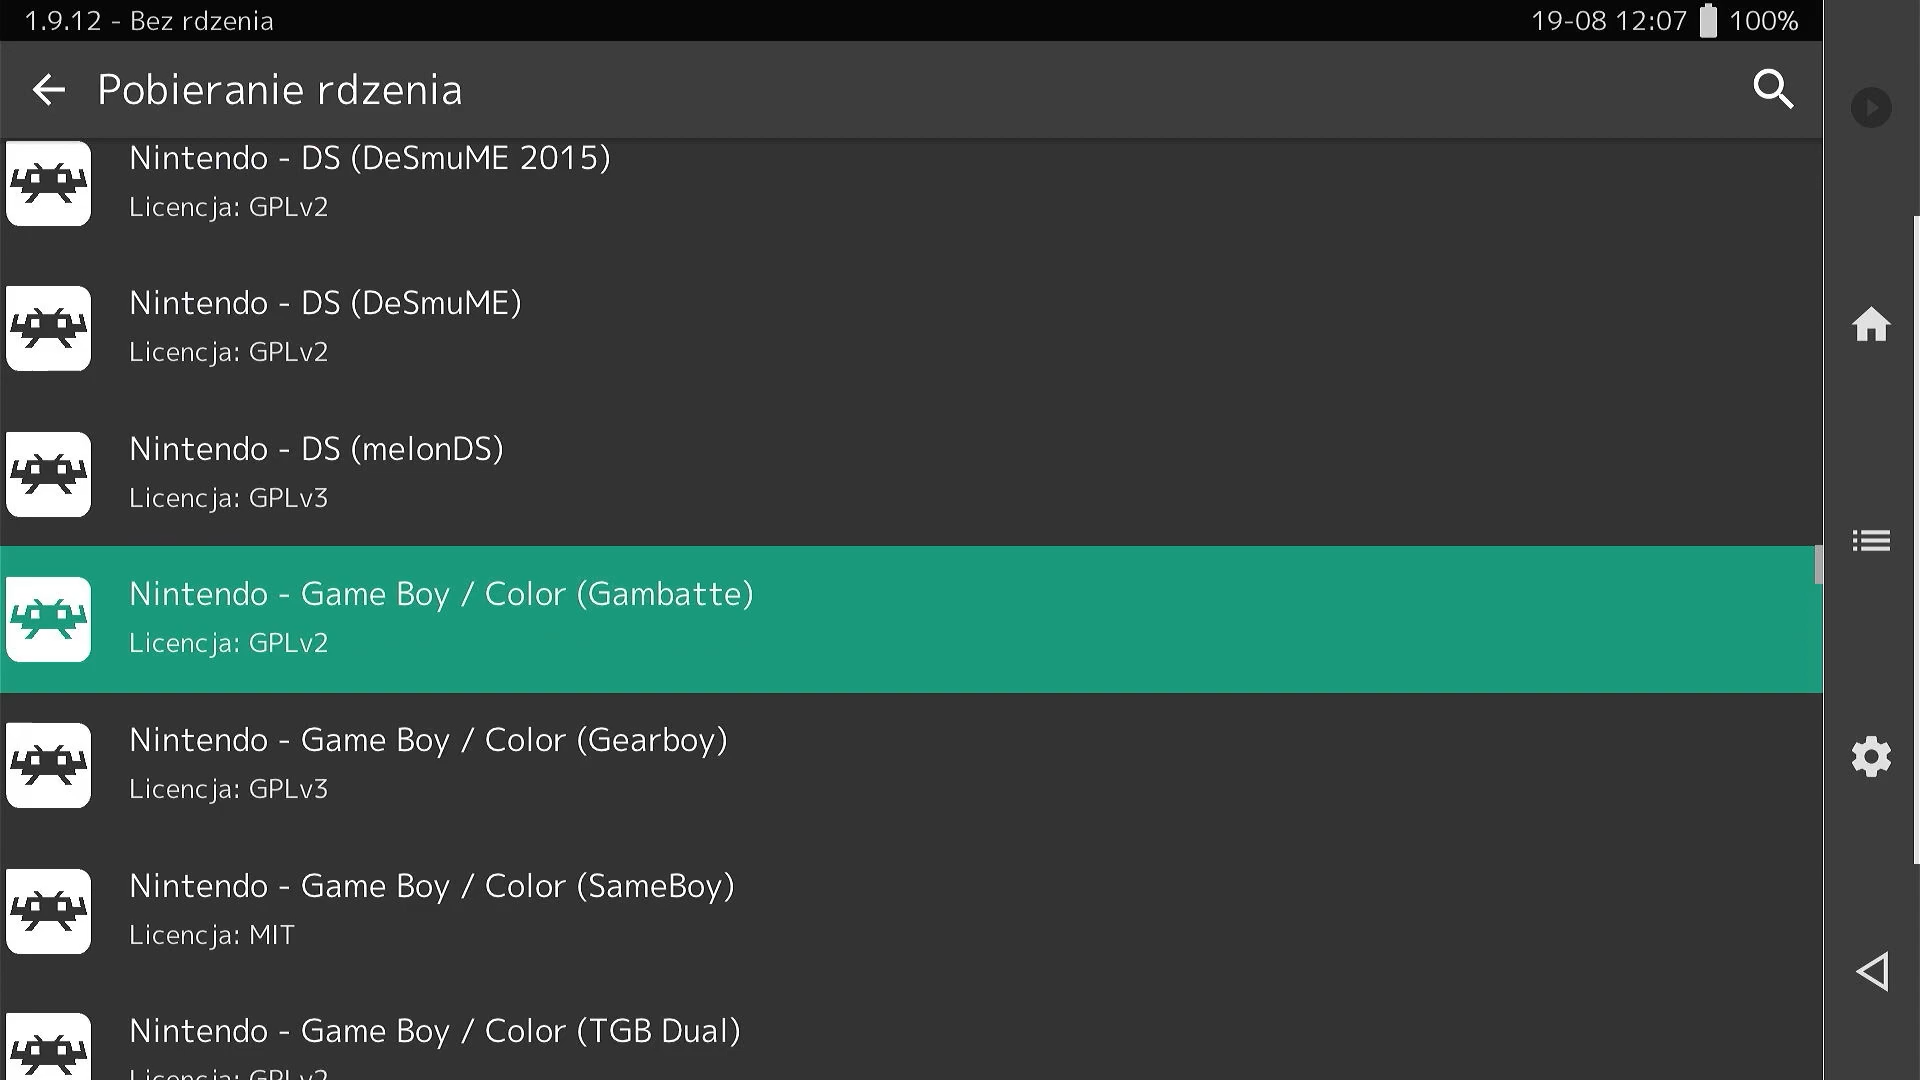 1.9.12 - Bez rdzenia
19-08 12:07 100%
Pobieranie rdzenia
Nintendo - DS (DeSmuME 2015)
Licencja: GPLv2
Nintendo - DS (DeSmuME)
Licencja: GPLv2
Nintendo - DS (melonDS)
Licencja: GPLv3
Nintendo - Game Boy / Color (Gambatte)
Licencja: GPLv2
Nintendo - Game Boy / Color (Gearboy)
Licencja: GPLv3
Nintendo - Game Boy / Color (SameBoy)
Licencja: MIT
Nintendo - Game Boy / Color (TGB Dual)
Licencja: GPLv2